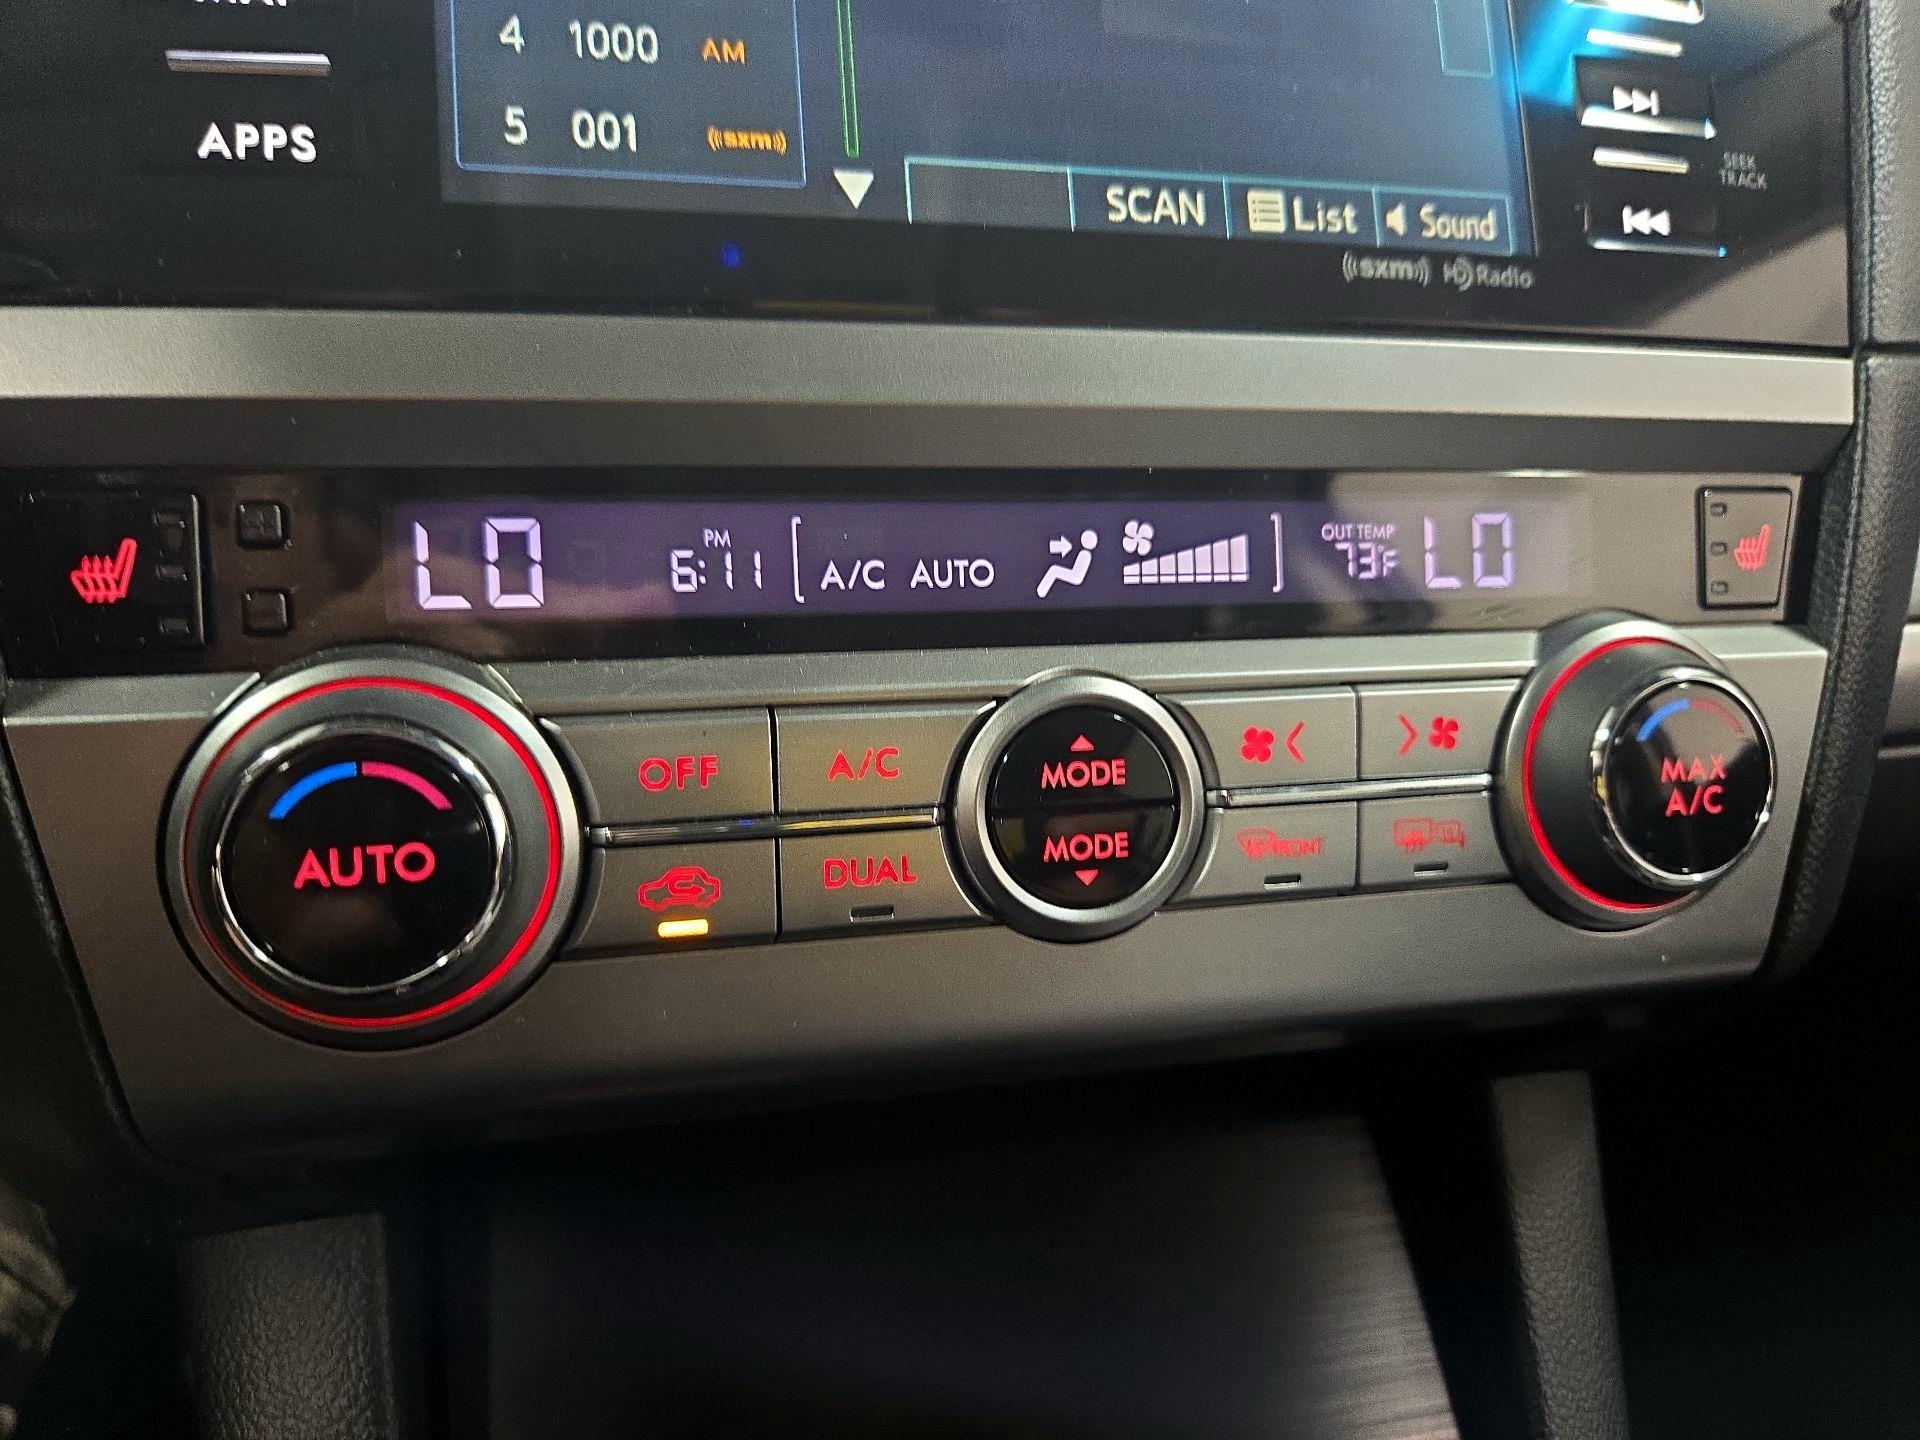 4 1000 AM
5 001 ((sxm))
APPS
SCAN List Sound
SEEK
TRACK
((sxm)) HD Radio
LO PM 6:11 [ A/C AUTO ] OUT TEMP 73°F LO
OFF A/C MODE
MAX
A/C
AUTO DUAL MODE FRONT